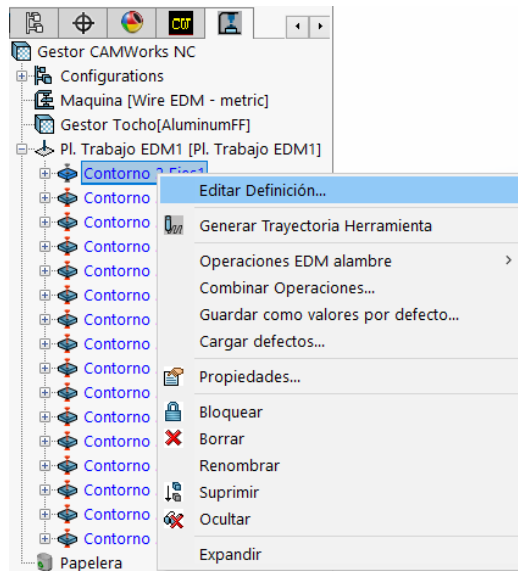 CW
Gestor CAMWorks NC
Configurations
Maquina [Wire EDM - metric]
Gestor Tocho[AluminumFF]
Pl. Trabajo EDM1 [Pl. Trabajo EDM1]
Contorno 2 Ejes1
Editar Definición...
Contorno
Contorno
Generar Trayectoria Herramienta
Contorno
Operaciones EDM alambre
Contorno
Combinar Operaciones...
Contorno
Guardar como valores por defecto...
Contorno
Cargar defectos...
Contorno
Contorno
Propiedades...
Contorno
Bloquear
Contorno
Borrar
Contorno
Renombrar
Contorno
Suprimir
Contorno
Ocultar
Contorno
Contorno
Expandir
Papelera